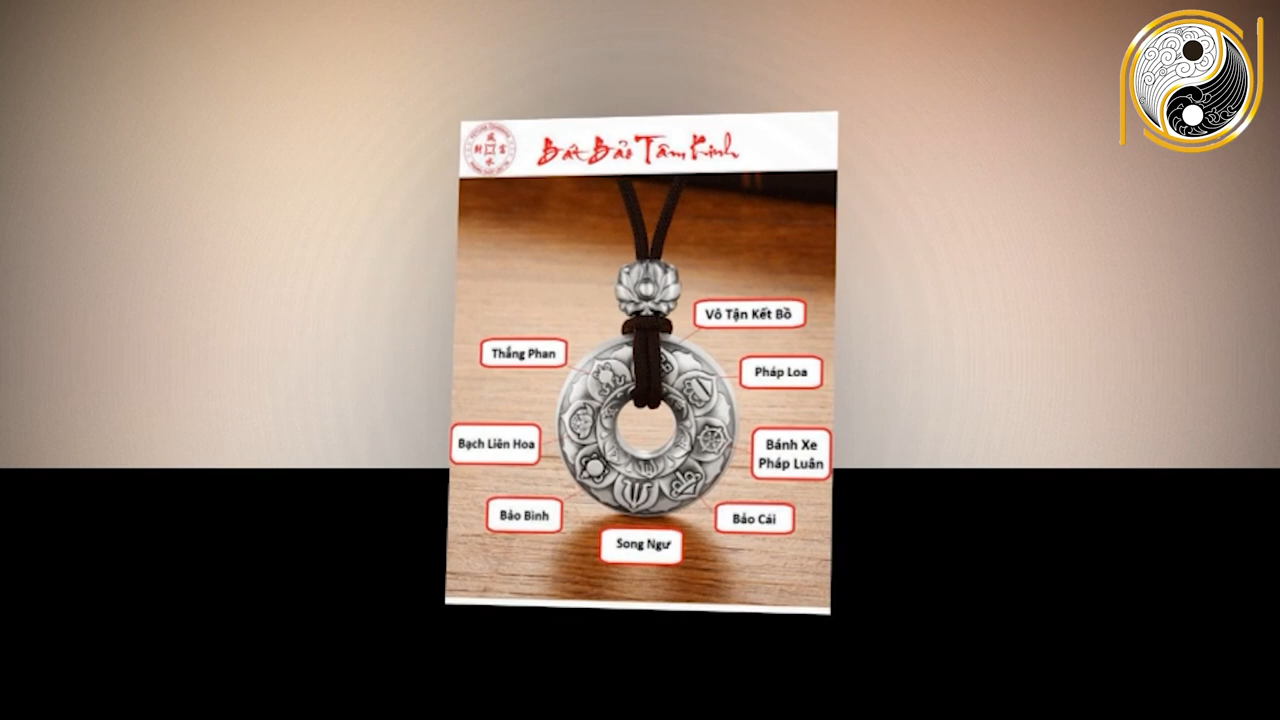 Bát Bảo Tâm Kinh
Vô Tận Kết Bồ
Thắng Phan
Pháp Loa
Bạch Liên Hoa
Bánh Xe
Pháp Luân
Bảo Bình
Bảo Cái
Song Ngư